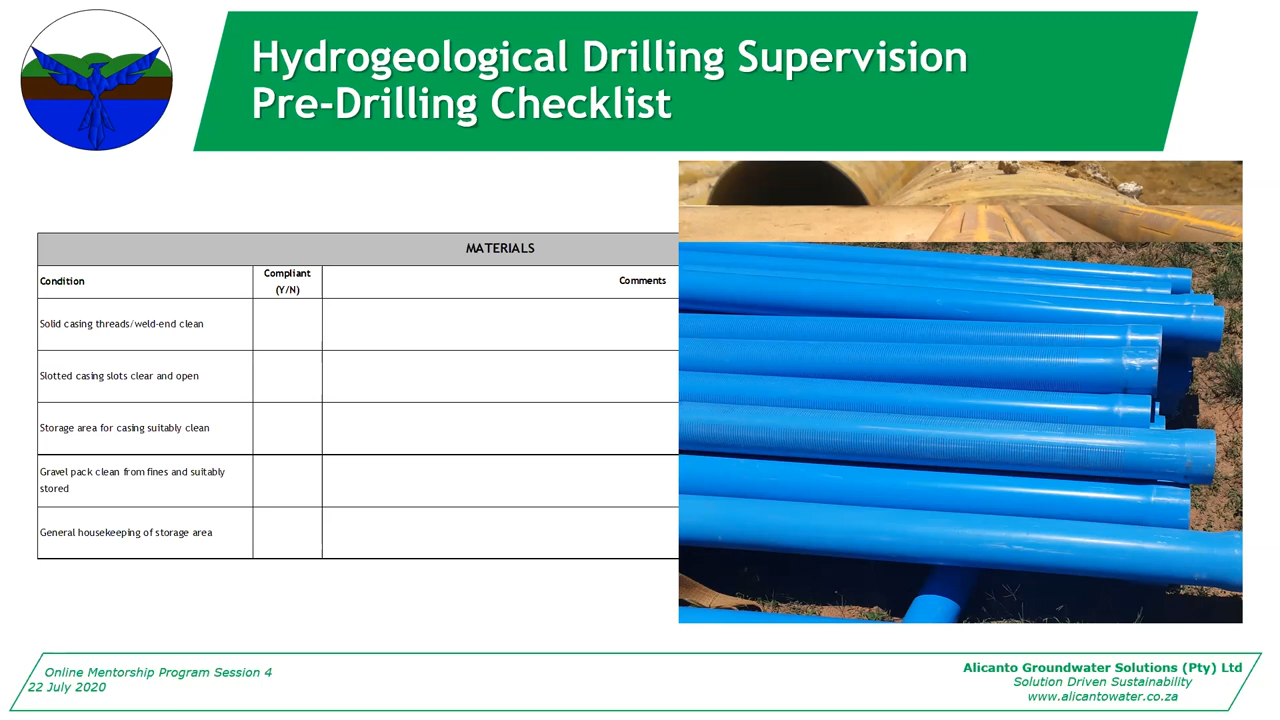 Hydrogeological Drilling Supervision
Pre-Drilling Checklist
MATERIALS
Condition
Compliant
(Y/N)
Comments
Solid casing threads/weld-end clean
Slotted casing slots clear and open
Storage area for casing suitably clean
Gravel pack clean from fines and suitably
stored
General housekeeping of storage area
Online Mentorship Program Session 4
22 July 2020
Alicanto Groundwater Solutions (Pty) Ltd
Solution Driven Sustainability
www.alicantowater.co.za